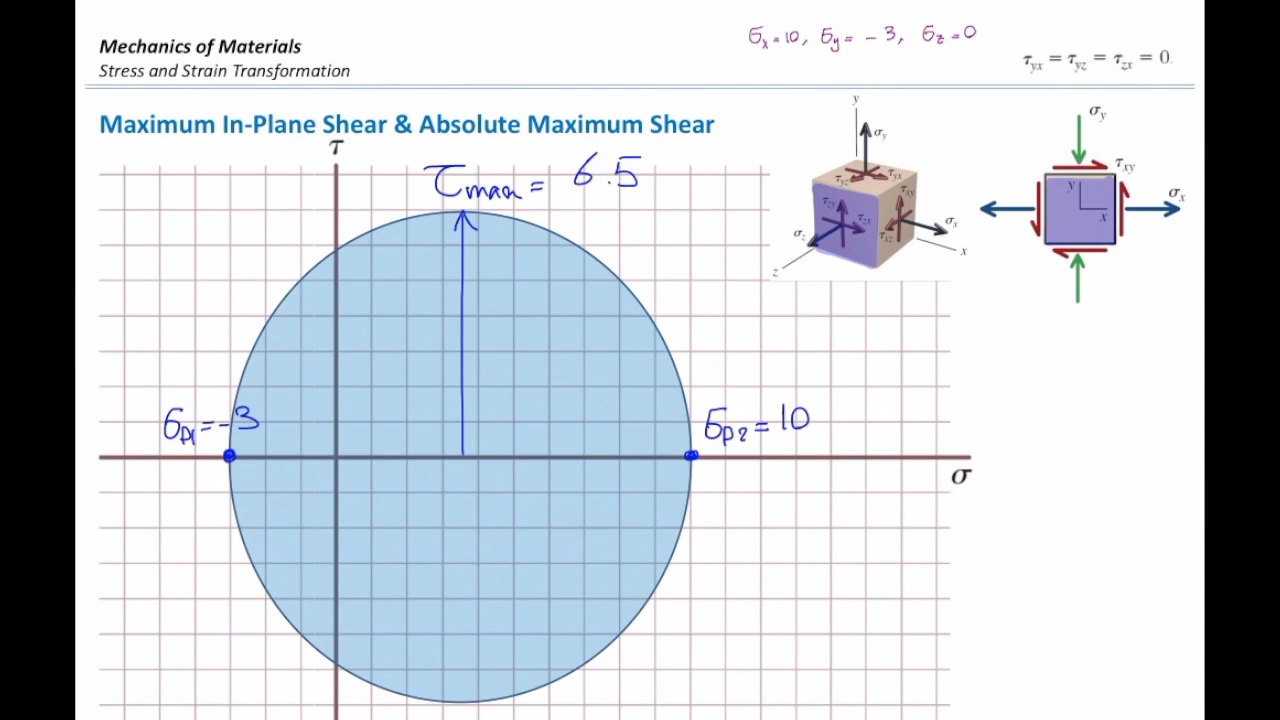 Mechanics of Materials
Stress and Strain Transformation
σx = 10, σy = - 3, σz = 0
τyx = τyz = τzx = 0.
Maximum In-Plane Shear & Absolute Maximum Shear
τ
τmax = 6.5
y
σy
τyz
τyx
τxy
τzy
τzx
τxz
σx
σz
x
z
σy
τxy
σx
y
x
σp1 = -3
σp2 = 10
σ